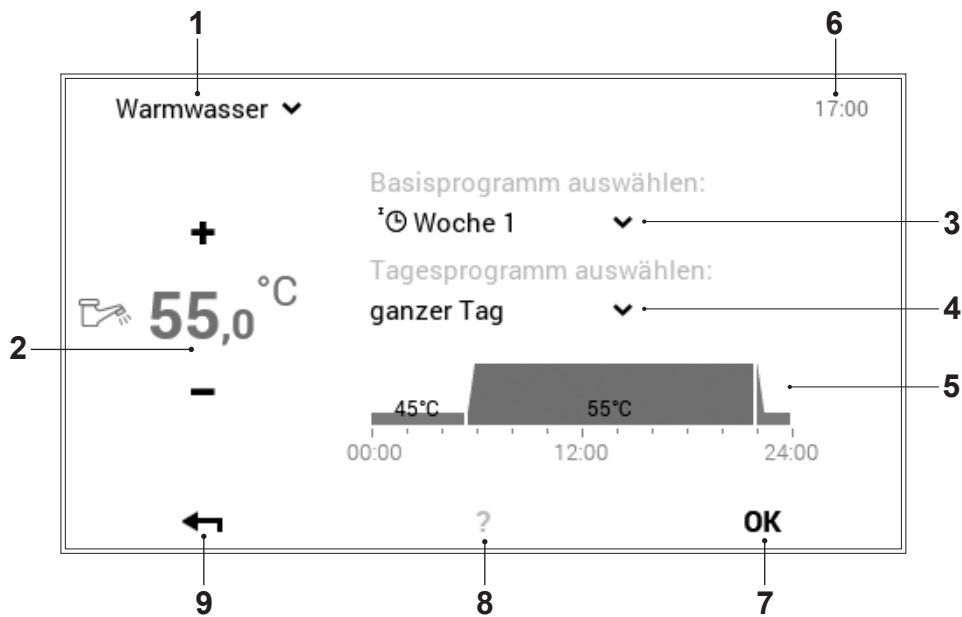 1 6
Warmwasser 17:00
Basisprogramm auswählen:
Woche 1 3
Tagesprogramm auswählen:
ganzer Tag 4
55,0 °C
2
5
45°C 55°C
00:00 12:00 24:00
? OK
9 8 7